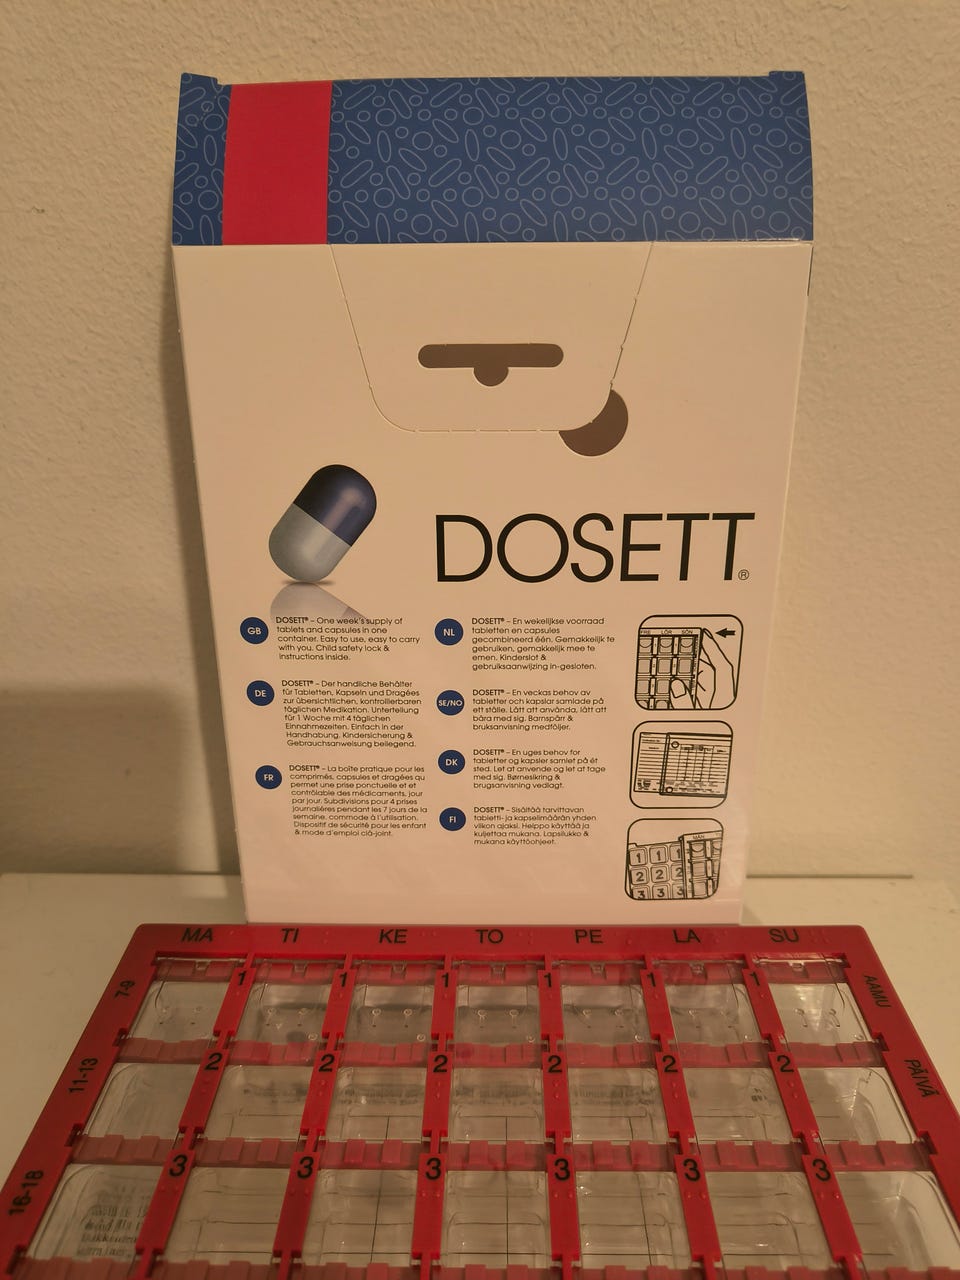 DOSETT®
GB
DOSETT® – One week's supply of
tablets and capsules in one
container. Easy to use, easy to carry
with you. Child safety lock &
instructions inside.
DE
DOSETT® – Der handliche Behälter
für Tabletten, Kapseln und Dragées
zur übersichtlichen, kontrollierbaren
täglichen Medikation. Unterteilung
für 1 Woche mit 4 täglichen
Einnahmezeiten. Einfach in der
Handhabung. Kindersicherung &
Gebrauchsanweisung beliegend.
FR
DOSETT® – La boîte pratique pour les
comprimés, capsules et dragées qu
permet une prise ponctuelle et et
contrôlable des médicaments, jour
par jour. Subdivisions pour 4 prises
journalières pendant les 7 jours de la
semaine, commode à l'utilisation.
Dispositif de sécurité pour les enfant
& mode d'emploi ciâ-joint.
NL
DOSETT® – En wekelijkse voorraad
tabletten en capsules
gecombineerd één. Gemakkelijk te
gebruiken, gemakkelijk mee te
emen. Kinderslot &
gebruiksaanwijzing in-gesloten.
SE/NO
DOSETT® – En veckas behov av
tabletter och kapslar samlade på
ett ställe. Lätt att använda, lätt att
bära med sig. Barnspärr &
bruksanvisning medföljer.
DK
DOSETT® – En uges behov for
tabletter og kapsler samlet på ét
sted. Let at anvende og let at tage
med sig. Børnesikring &
brugsanvisning vedlagt.
FI
DOSETT® – Sisältää tarvittavan
tabletti- ja kapselimäärän yhden
viikon ajaksi. Helppo käyttää ja
kuljettaa mukana. Lapsilukko &
mukana käyttöohjeet.
FRE LÖR SÖN
MÅN
1 1 1
2 2 2
3 3 3
MA TI KE TO PE LA SU
7-9 1 1 1 1 1 1 AAMU
11-13 2 2 2 2 2 2 PÄIVÄ
16-18 3 3 3 3 3 3